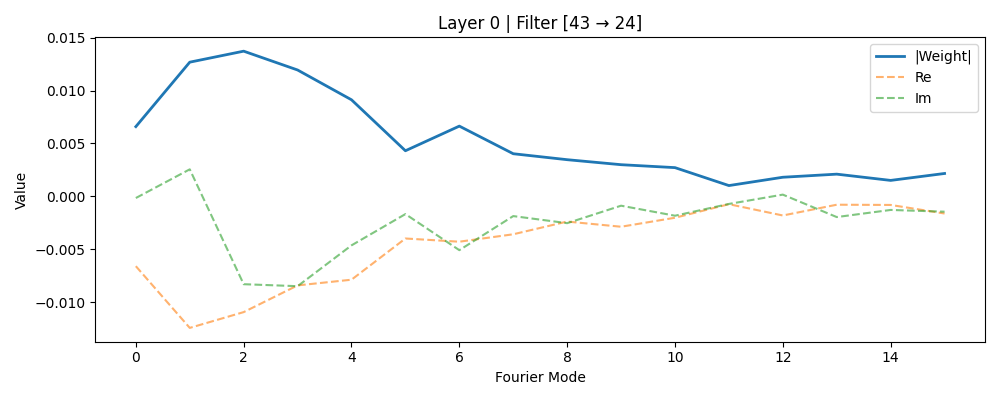 Layer 0 | Filter [43 → 24]
0.015
0.010
0.005
0.000
−0.005
−0.010
Value
|Weight|
Re
Im
0 2 4 6 8 10 12 14
Fourier Mode